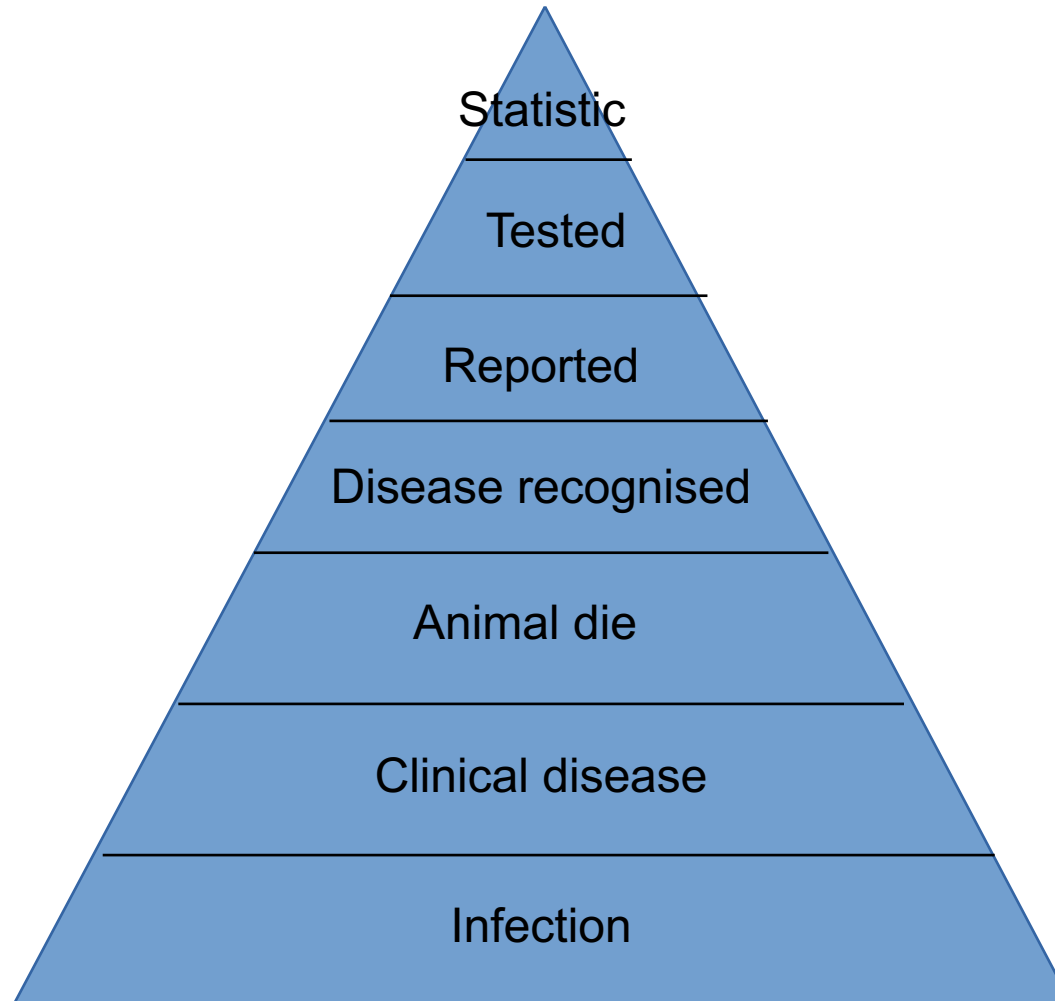 Statistic
Tested
Reported
Disease recognised
Animal die
Clinical disease
Infection